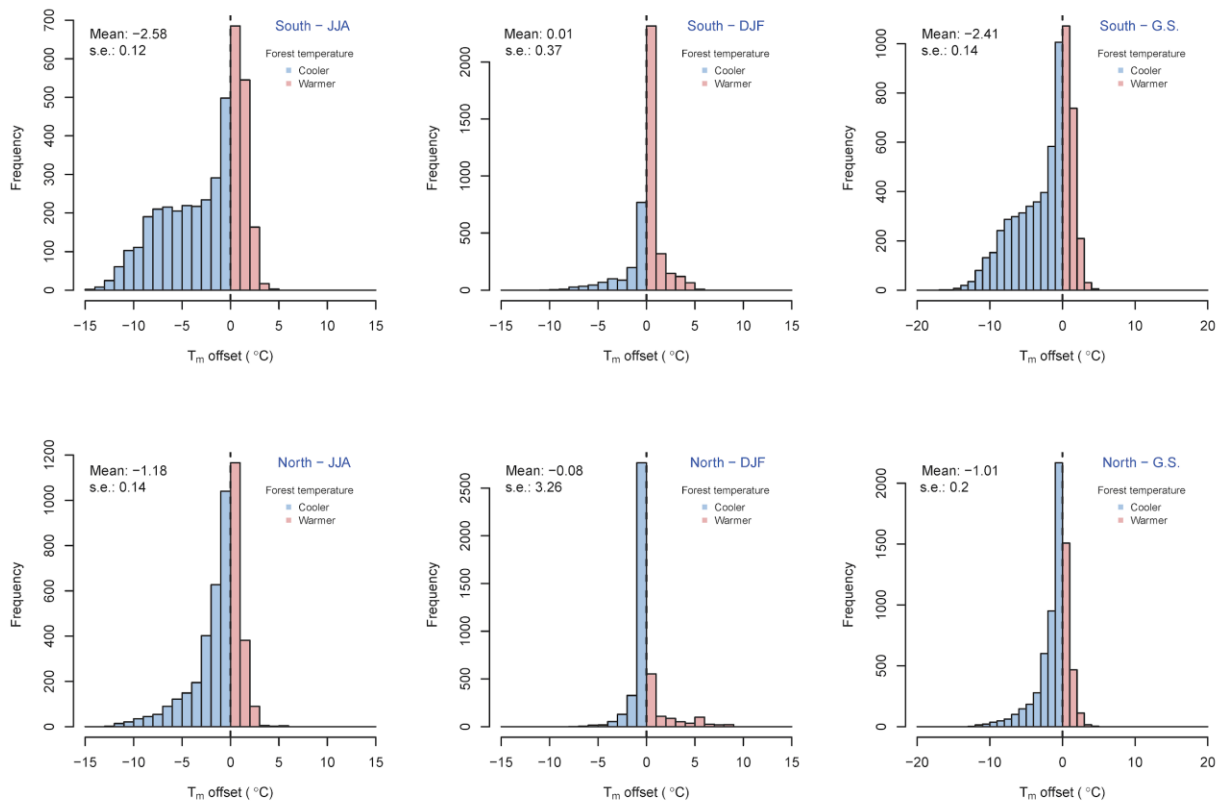 South − JJA
Mean: −2.58
s.e.: 0.12
Forest temperature
Cooler
Warmer
Frequency
0
100
200
300
400
500
600
700
−15
−10
−5
0
5
10
15
Tm offset ( °C)
South − DJF
Mean: 0.01
s.e.: 0.37
Forest temperature
Cooler
Warmer
Frequency
0
500
1000
1500
2000
−15
−10
−5
0
5
10
15
Tm offset ( °C)
South − G.S.
Mean: −2.41
s.e.: 0.14
Forest temperature
Cooler
Warmer
Frequency
0
200
400
600
800
1000
−20
−10
0
10
20
Tm offset ( °C)
North − JJA
Mean: −1.18
s.e.: 0.14
Forest temperature
Cooler
Warmer
Frequency
0
200
400
600
800
1000
1200
−15
−10
−5
0
5
10
15
Tm offset ( °C)
North − DJF
Mean: −0.08
s.e.: 3.26
Forest temperature
Cooler
Warmer
Frequency
0
500
1000
1500
2000
2500
−15
−10
−5
0
5
10
15
Tm offset ( °C)
North − G.S.
Mean: −1.01
s.e.: 0.2
Forest temperature
Cooler
Warmer
Frequency
0
500
1000
1500
2000
−20
−10
0
10
20
Tm offset ( °C)